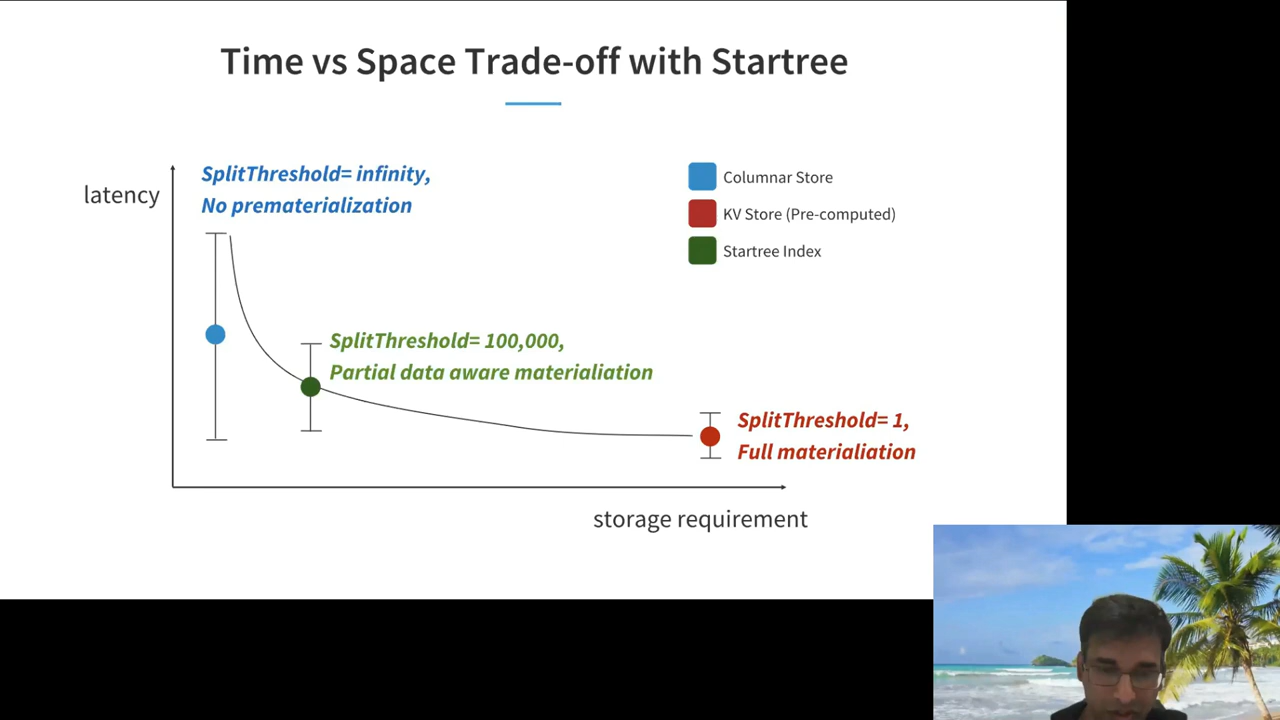 Time vs Space Trade-off with Startree
latency
SplitThreshold= infinity,
No prematerialization
Columnar Store
KV Store (Pre-computed)
Startree Index
SplitThreshold= 100,000,
Partial data aware materialiation
SplitThreshold= 1,
Full materialiation
storage requirement